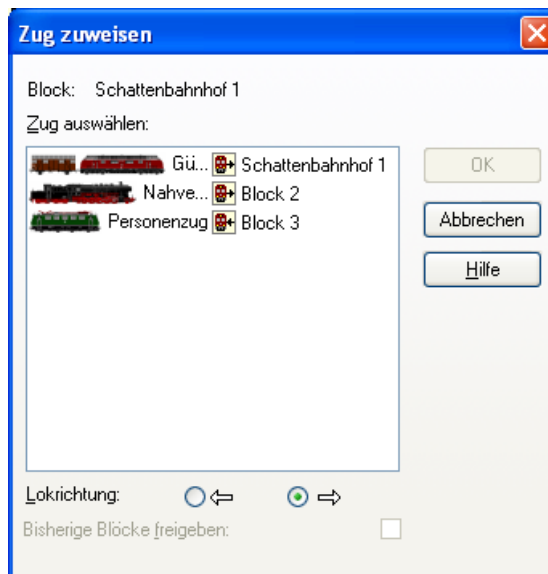 Zug zuweisen
Block: Schattenbahnhof 1
Zug auswählen:
Gü... Schattenbahnhof 1
Nahve... Block 2
Personenzug Block 3
OK
Abbrechen
Hilfe
Lokrichtung:
Bisherige Blöcke freigeben: